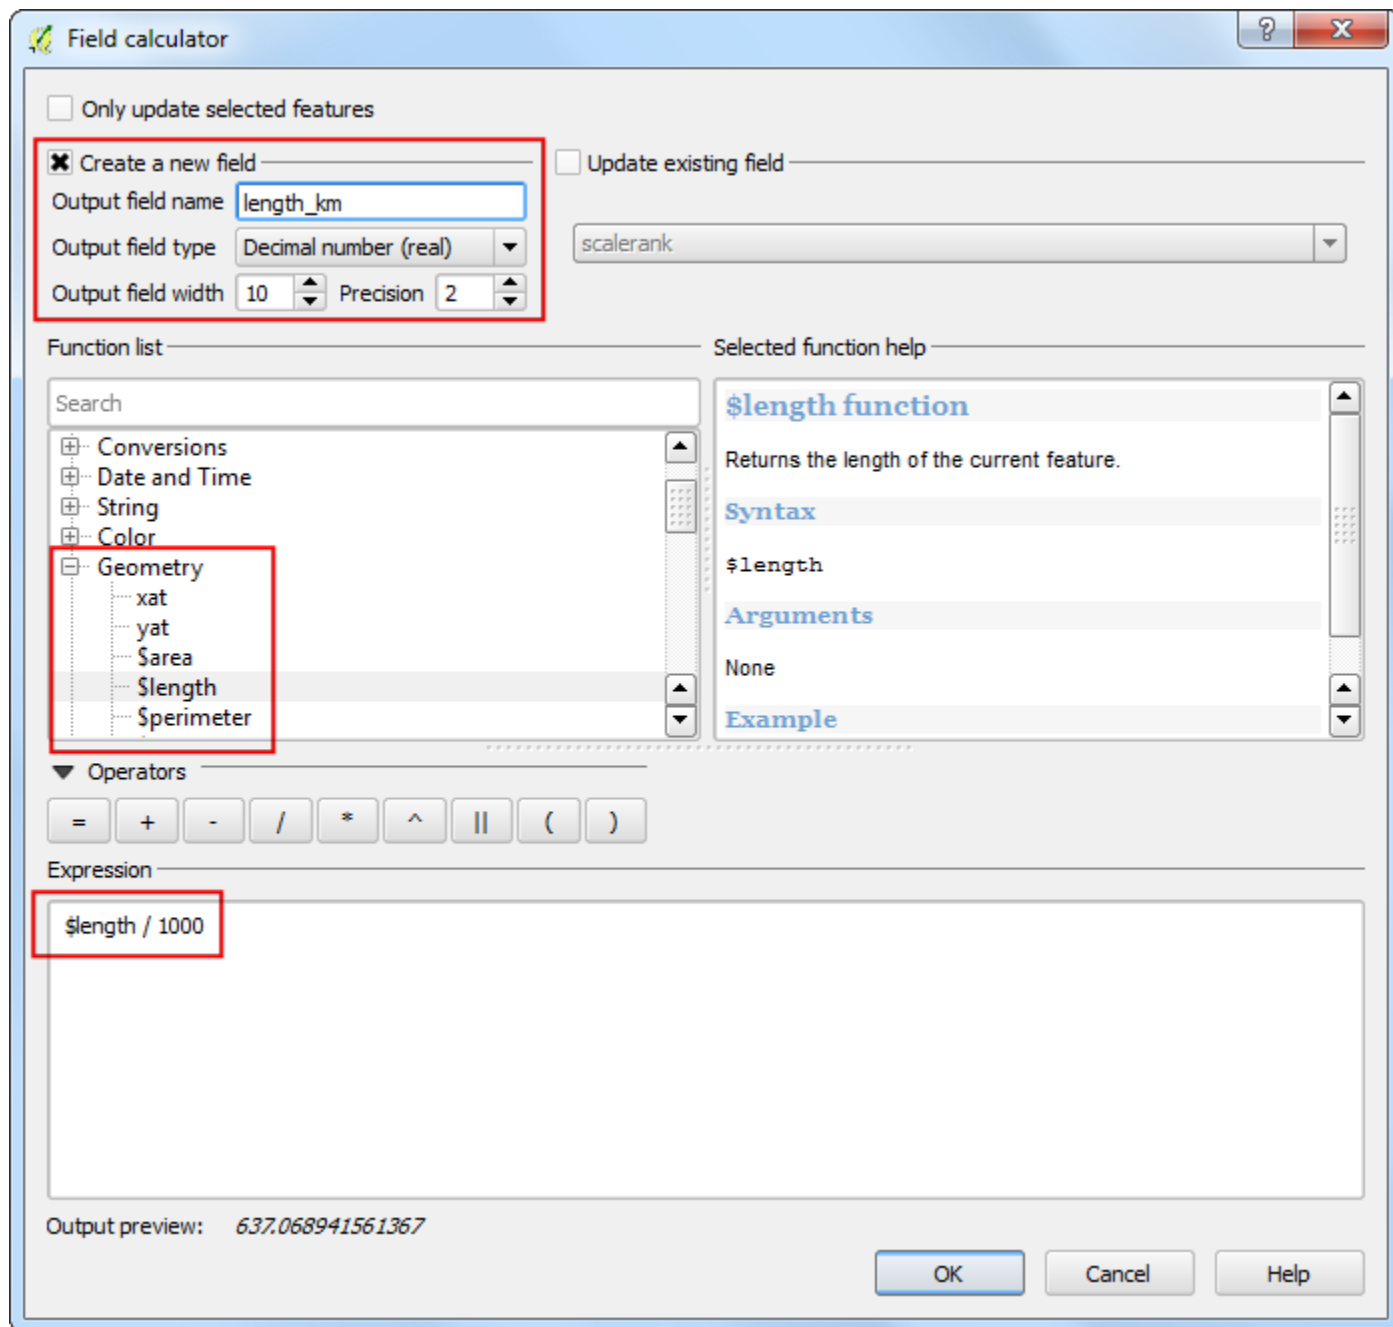 Field calculator
Only update selected features
Create a new field
Update existing field
Output field name length_km
Output field type Decimal number (real)
scalerank
Output field width 10 Precision 2
Function list
Selected function help
Search
Conversions
Date and Time
String
Color
Geometry
xat
yat
$area
$length
$perimeter
$length function
Returns the length of the current feature.
Syntax
$length
Arguments
None
Example
Operators
= + - / * ^ || ( )
Expression
$length / 1000
Output preview: 637.068941561367
OK Cancel Help